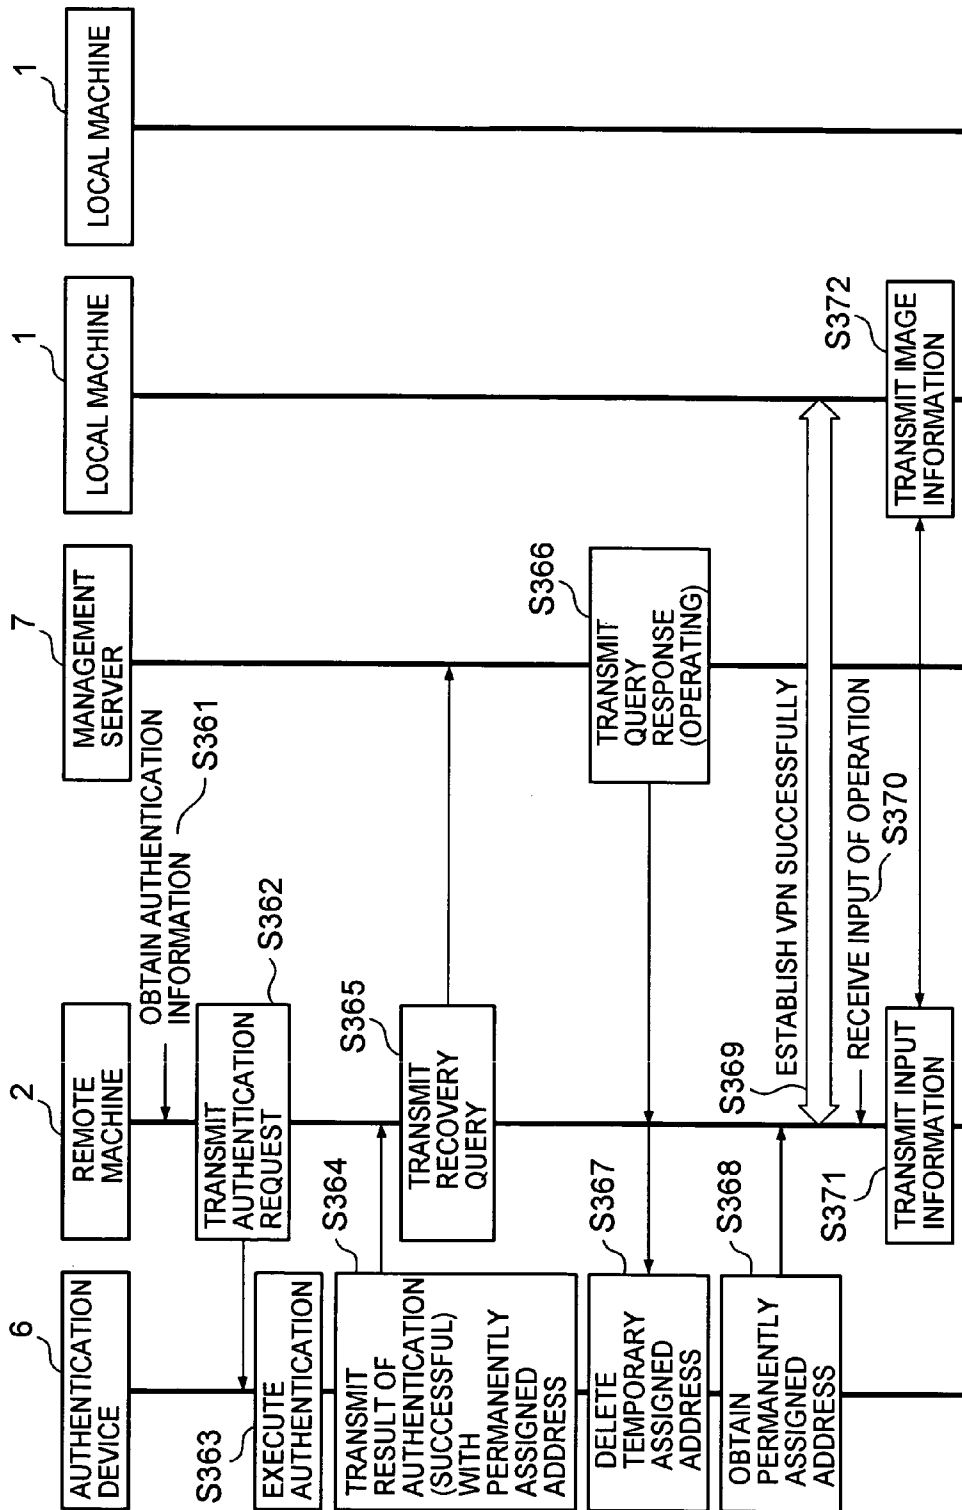 6
AUTHENTICATION
DEVICE
2
REMOTE
MACHINE
7
MANAGEMENT
SERVER
1
LOCAL MACHINE
1
LOCAL MACHINE
OBTAIN AUTHENTICATION
INFORMATION
S361
TRANSMIT
AUTHENTICATION
REQUEST
S362
S363
EXECUTE
AUTHENTICATION
S364
TRANSMIT
RESULT OF
AUTHENTICATION
(SUCCESSFUL)
WITH
PERMANENTLY
ASSIGNED
ADDRESS
S365
TRANSMIT
RECOVERY
QUERY
S366
TRANSMIT
QUERY
RESPONSE
(OPERATING)
S367
DELETE
TEMPORARY
ASSIGNED
ADDRESS
S368
OBTAIN
PERMANENTLY
ASSIGNED
ADDRESS
S369
ESTABLISH VPN SUCCESSFULLY
RECEIVE INPUT OF OPERATION
S370
S371
TRANSMIT INPUT
INFORMATION
S372
TRANSMIT IMAGE
INFORMATION